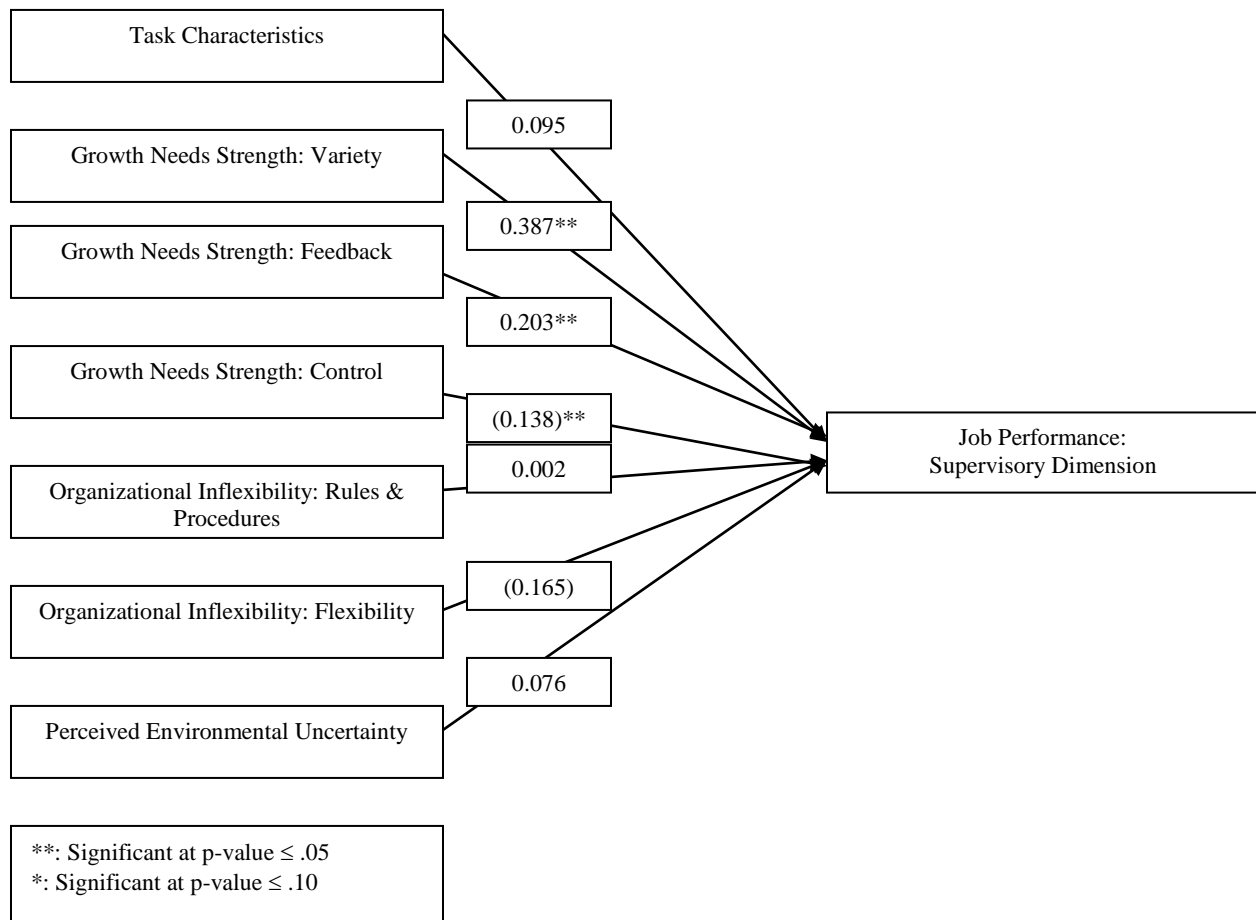 Task Characteristics
0.095
Growth Needs Strength: Variety
0.387**
Growth Needs Strength: Feedback
0.203**
Growth Needs Strength: Control
(0.138)**
Job Performance:
Supervisory Dimension
0.002
Organizational Inflexibility: Rules &
Procedures
(0.165)
Organizational Inflexibility: Flexibility
0.076
Perceived Environmental Uncertainty
**: Significant at p-value ≤ .05
*: Significant at p-value ≤ .10